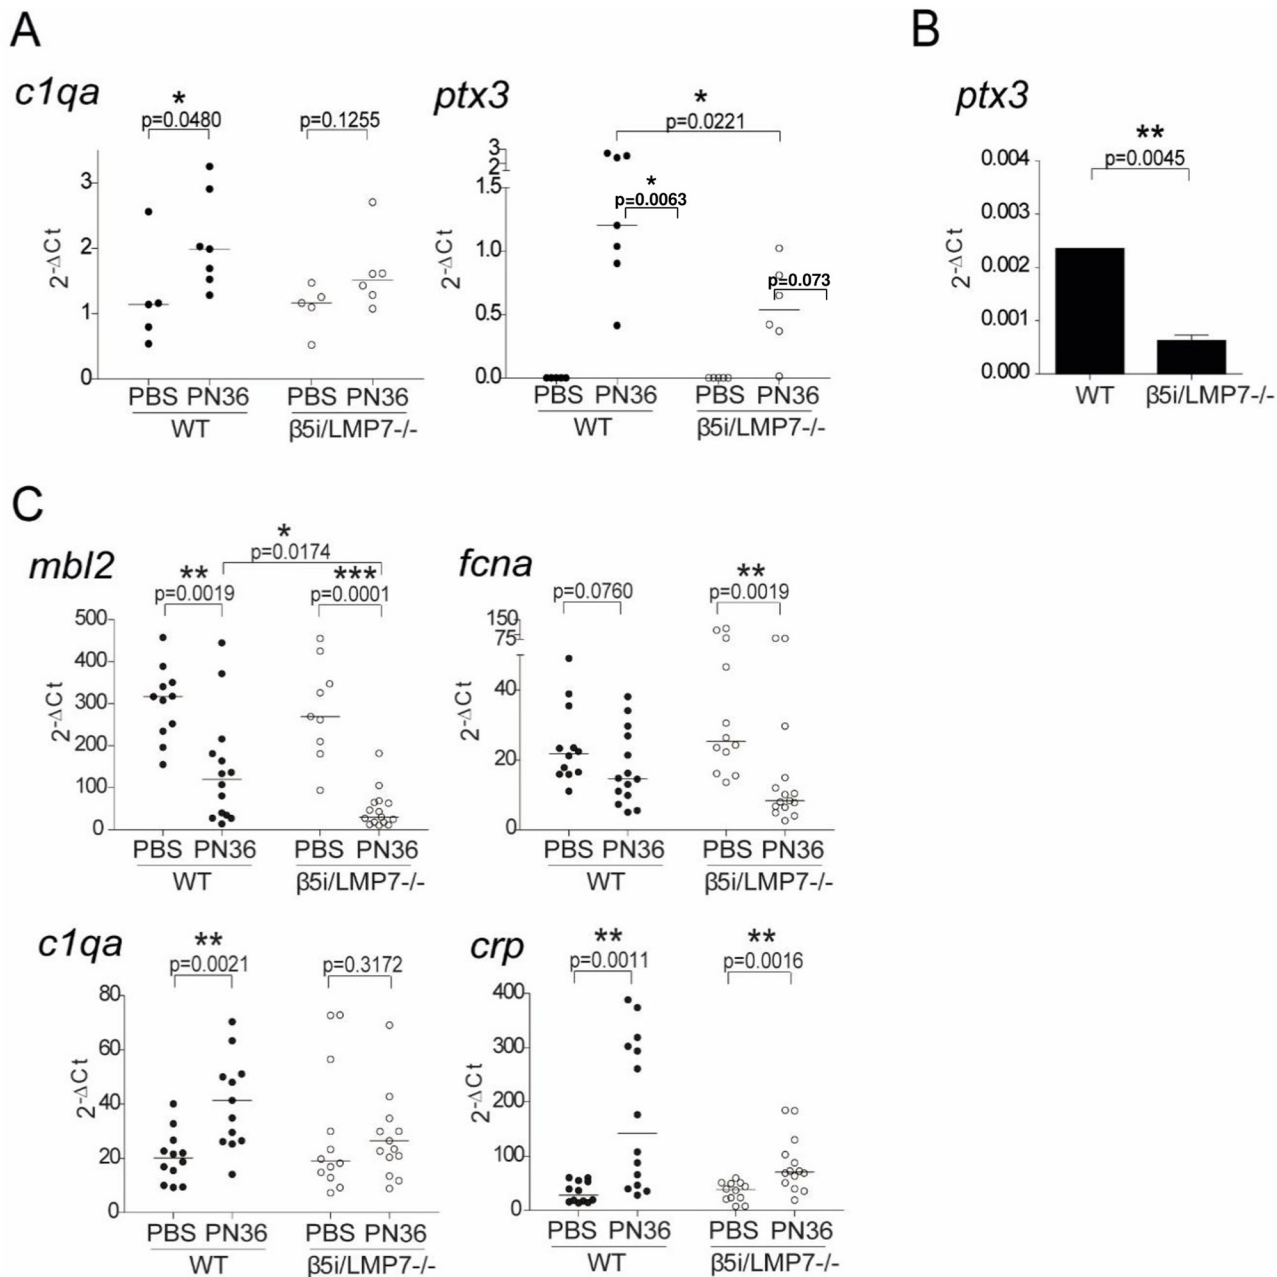 A
B
c1qa
*
p=0.0480
p=0.1255
2-ΔCt
3
2
1
0
PBS PN36
PBS PN36
WT
β5i/LMP7-/-
ptx3
*
p=0.0221
*
p=0.0063
p=0.073
2-ΔCt
3
2
1.5
1.0
0.5
0.0
PBS PN36
PBS PN36
WT
β5i/LMP7-/-
ptx3
**
p=0.0045
2-ΔCt
0.004
0.003
0.002
0.001
0.000
WT
β5i/LMP7-/-
C
mbl2
*
p=0.0174
**
***
p=0.0019
p=0.0001
2-ΔCt
500
400
300
200
100
0
PBS PN36
PBS PN36
WT
β5i/LMP7-/-
fcna
**
p=0.0760
p=0.0019
2-ΔCt
150
75
40
20
0
PBS PN36
PBS PN36
WT
β5i/LMP7-/-
c1qa
**
p=0.0021
p=0.3172
2-ΔCt
80
60
40
20
0
PBS PN36
PBS PN36
WT
β5i/LMP7-/-
crp
**
**
p=0.0011
p=0.0016
2-ΔCt
400
300
200
100
0
PBS PN36
PBS PN36
WT
β5i/LMP7-/-